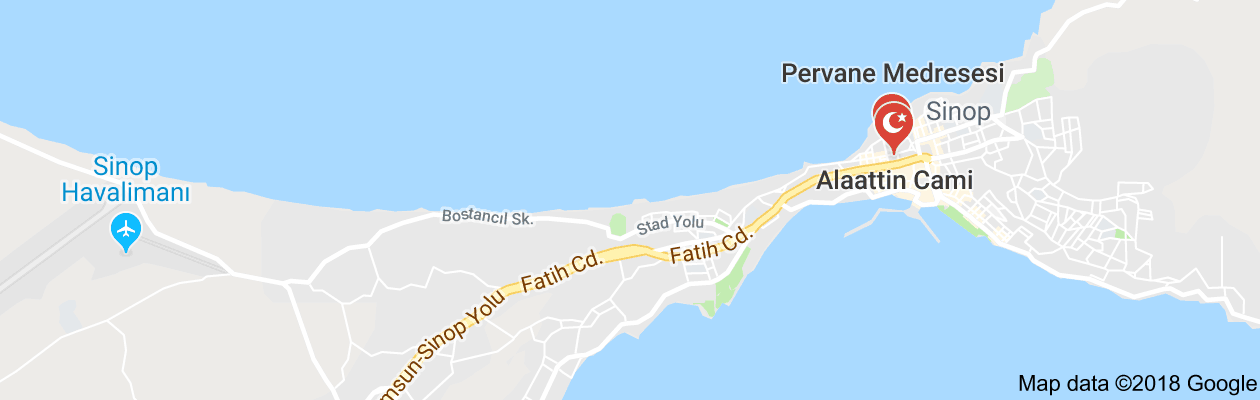 Pervane Medresesi
Sinop
Sinop
Havalimanı
Alaattin Cami
Bostancıl Sk.
Stad Yolu
Fatih Cd.
Fatih Cd.
msun-Sinop Yolu
Map data ©2018 Google